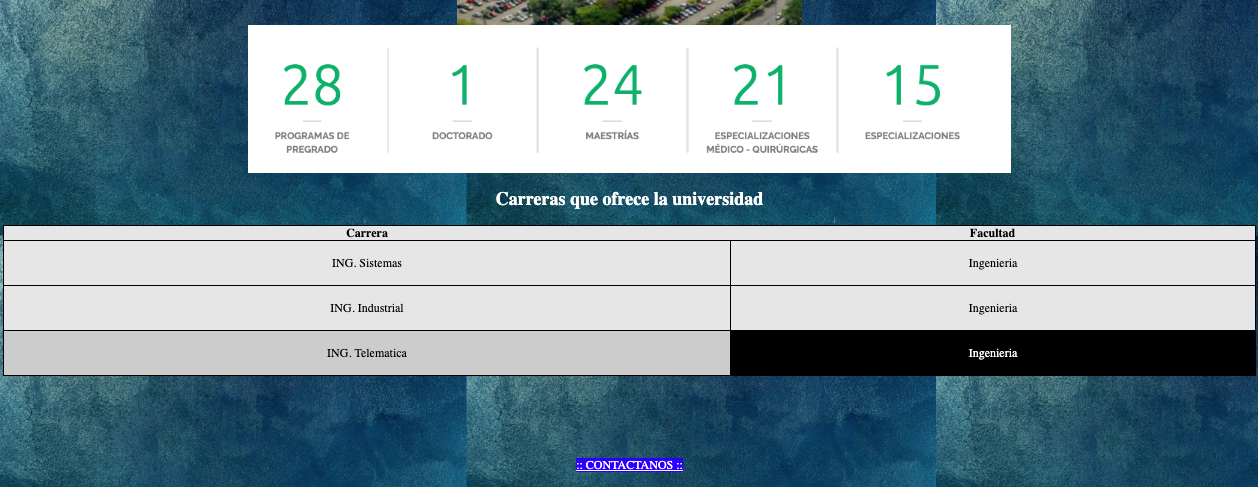 28 1 24 21 15
PROGRAMAS DE PREGRADO
DOCTORADO
MAESTRÍAS
ESPECIALIZACIONES MÉDICO - QUIRÚRGICAS
ESPECIALIZACIONES
Carreras que ofrece la universidad
Carrera Facultad
ING. Sistemas Ingenieria
ING. Industrial Ingenieria
ING. Telematica Ingenieria
:: CONTACTANOS ::